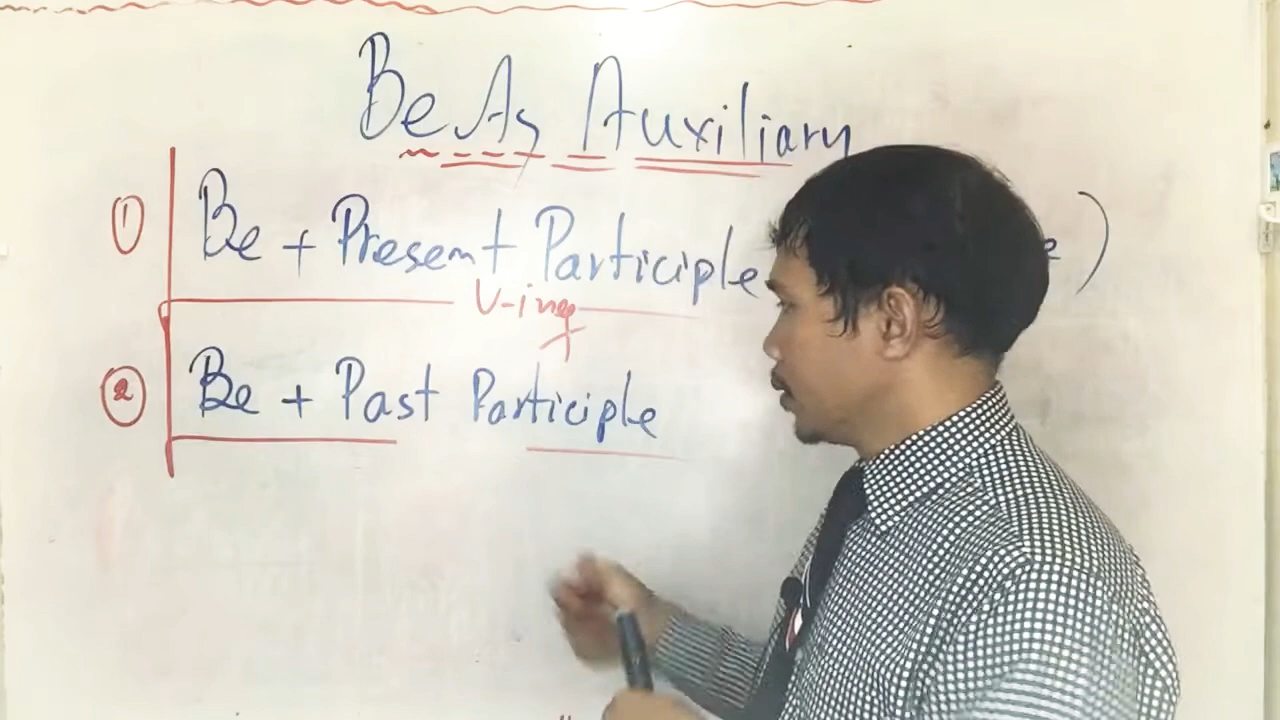 Be As Auxiliary
① Be + Present Participle )
V-ing
② Be + Past Participle